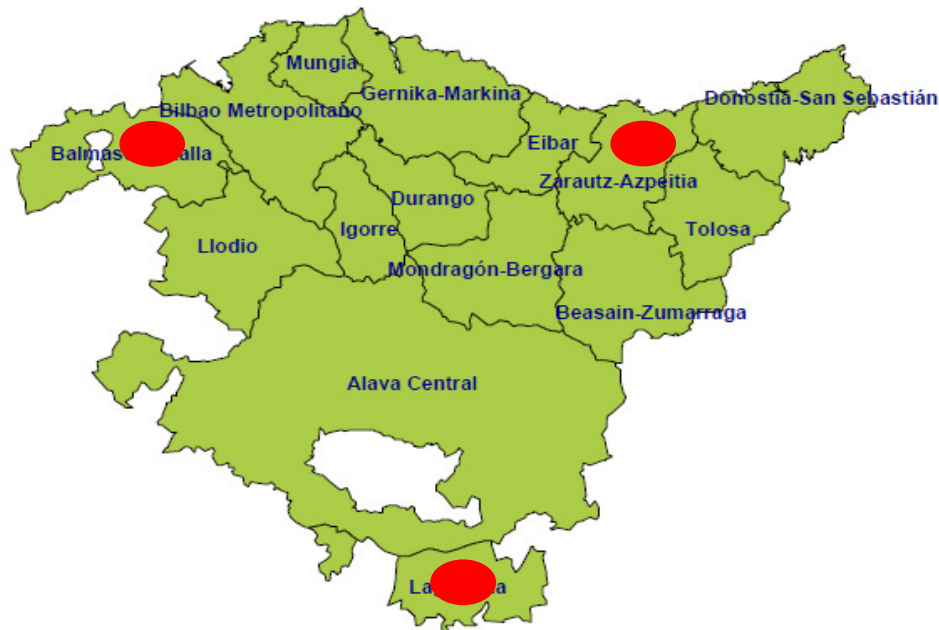 Mungia
Gernika-Markina
Donostia-San Sebastián
Bilbao Metropolitano
Eibar
Zarautz-Azpeitia
Durango
Igorre
Tolosa
Llodio
Mondragón-Bergara
Beasain-Zumarraga
Alava Central